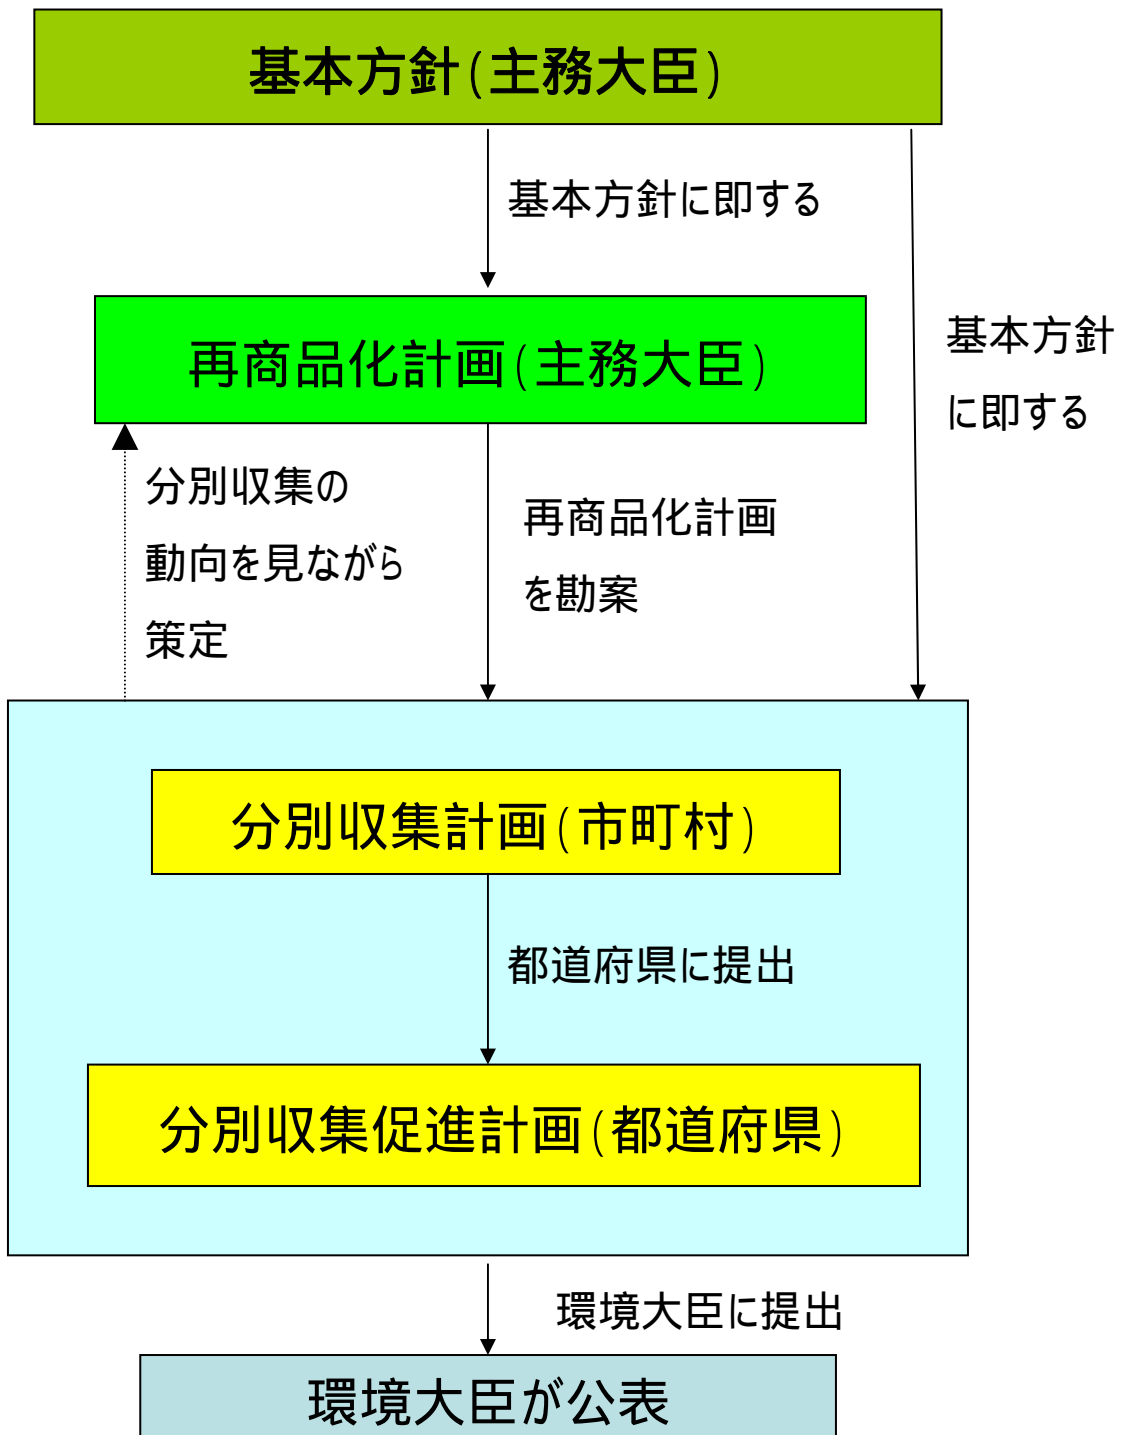 基本方針(主務大臣)
基本方針に即する
基本方針
に即する
再商品化計画(主務大臣)
分別収集の
動向を見ながら
策定
再商品化計画
を勘案
分別収集計画(市町村)
都道府県に提出
分別収集促進計画(都道府県)
環境大臣に提出
環境大臣が公表